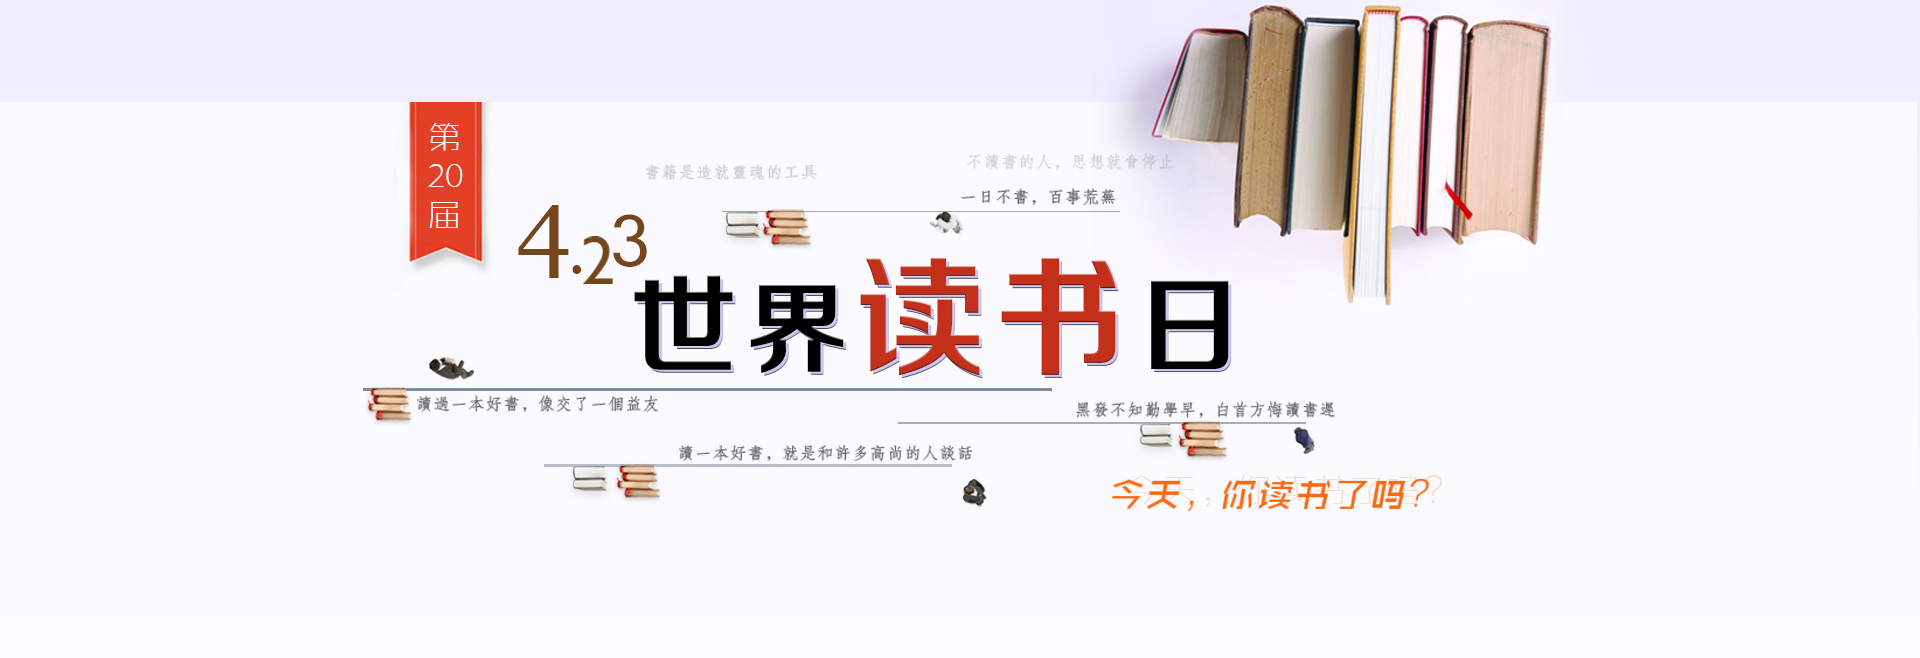 第
20
届
書籍是造就靈魂的工具
不讀書的人，思想就會停止
一日不書，百事荒蕪
4.23
世界读书日
讀過一本好書，像交了一個益友
黑發不知勤學早，白首方悔讀書遲
讀一本好書，就是和許多高尚的人談話
今天，你读书了吗？